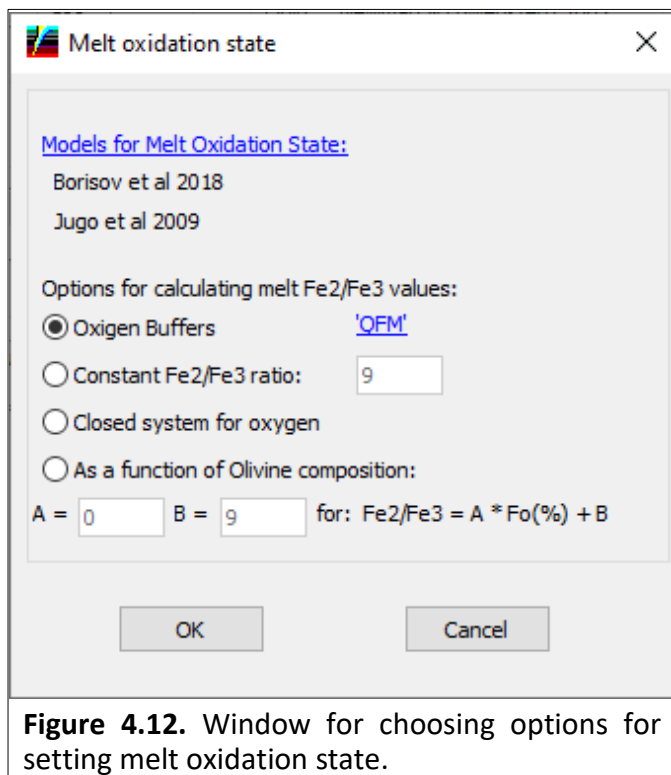 Melt oxidation state
Models for Melt Oxidation State:
Borisov et al 2018
Jugo et al 2009
Options for calculating melt Fe2/Fe3 values:
Oxigen Buffers 'QFM'
Constant Fe2/Fe3 ratio: 9
Closed system for oxygen
As a function of Olivine composition:
A = 0 B = 9 for: Fe2/Fe3 = A * Fo(%) + B
OK Cancel
Figure 4.12. Window for choosing options for
setting melt oxidation state.